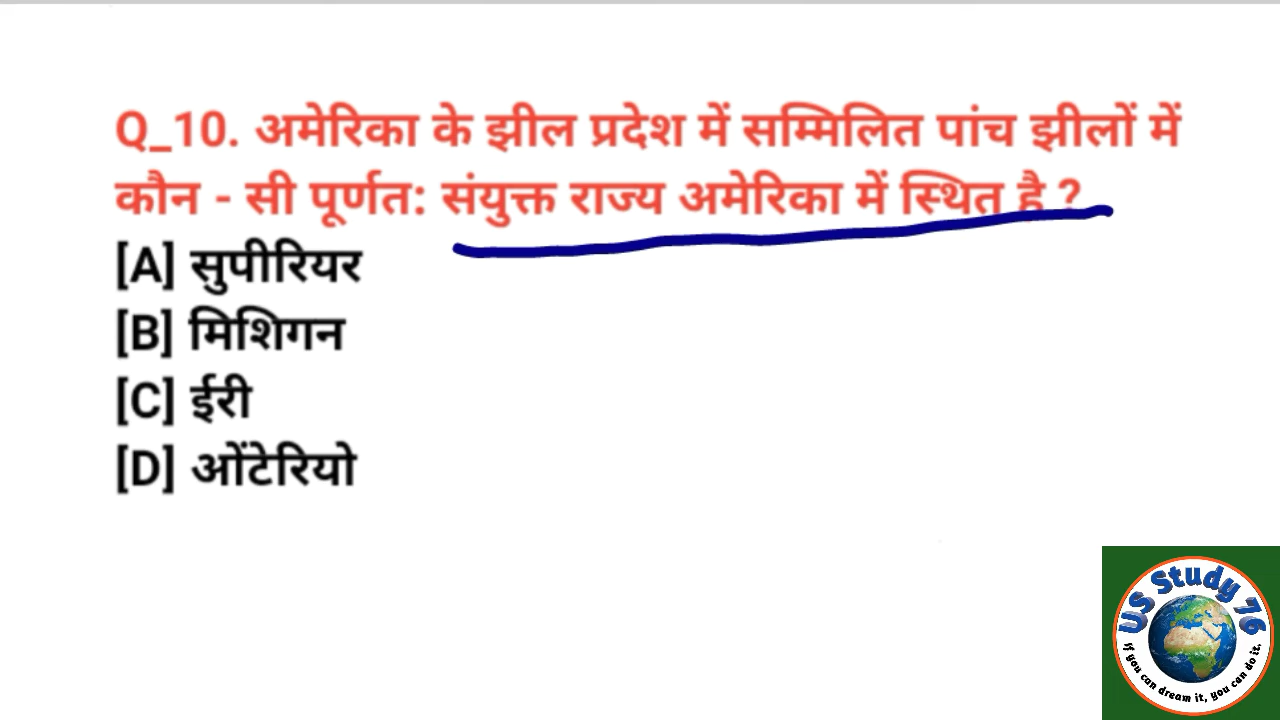 Q_10. अमेरिका के झील प्रदेश में सम्मिलित पांच झीलों में
कौन - सी पूर्णत: संयुक्त राज्य अमेरिका में स्थित है ?
[A] सुपीरियर
[B] मिशिगन
[C] ईरी
[D] ओंटेरियो
US Study 76
If you can dream it, you can do it.